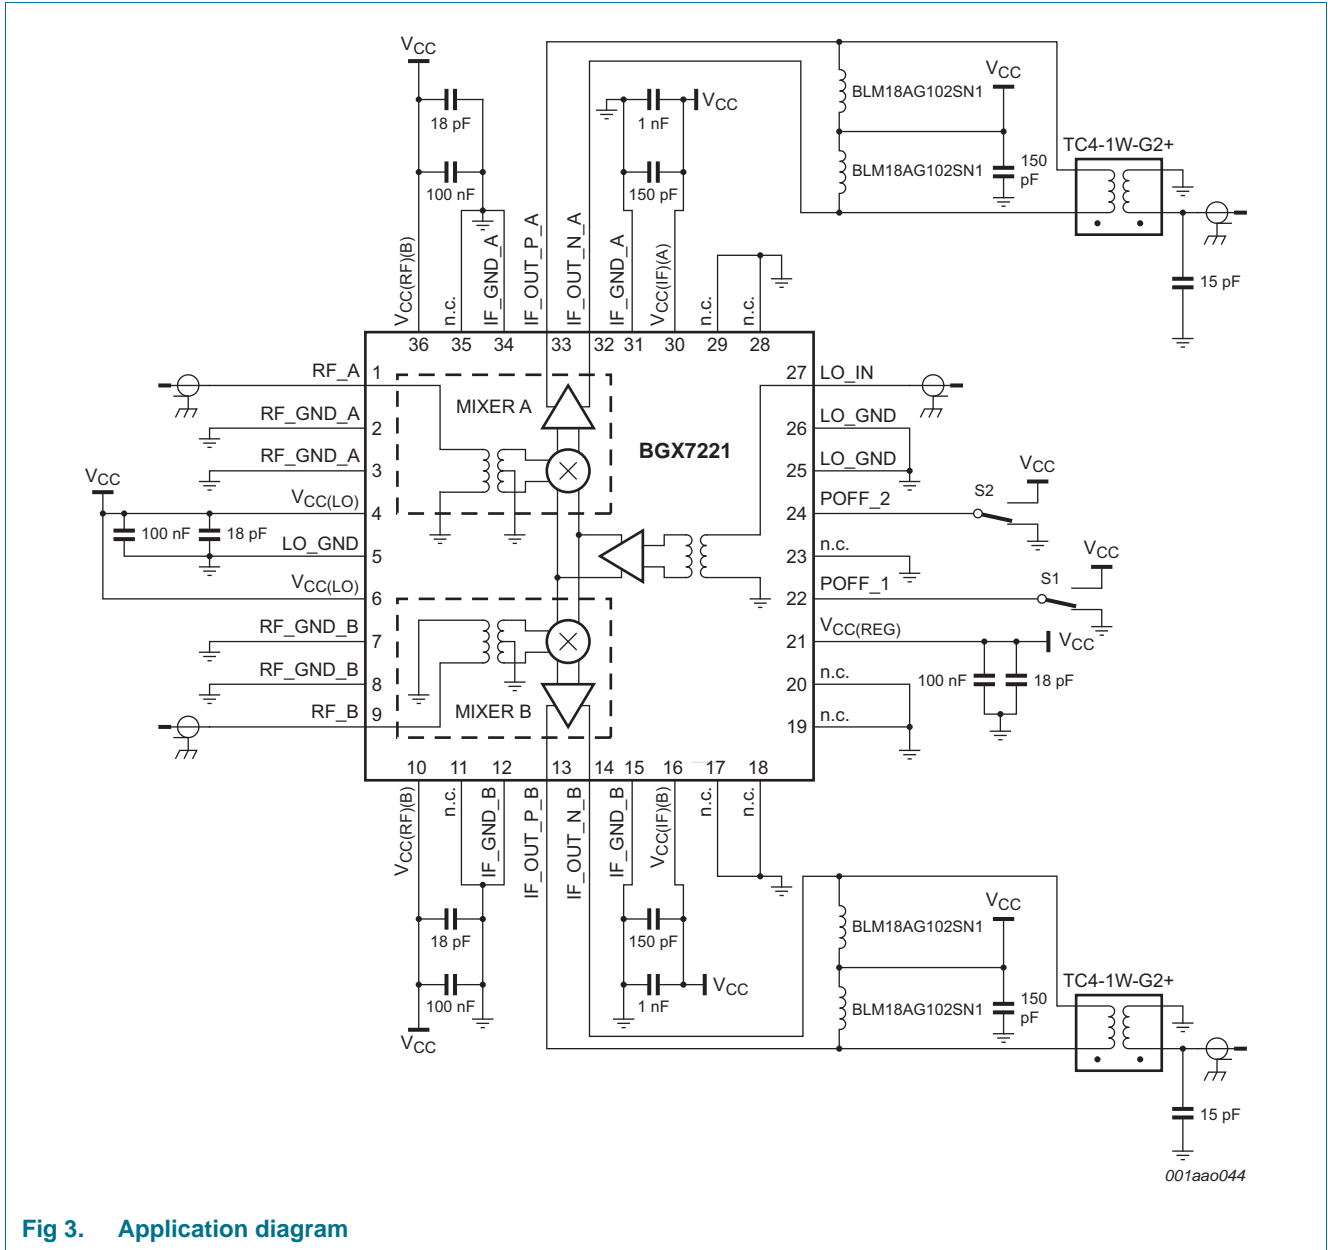 VCC
VCC
18 pF
1 nF
VCC
BLM18AG102SN1
TC4-1W-G2+
100 nF
150 pF
BLM18AG102SN1
150
pF
15 pF
VCC(RF)(B)
n.c.
IF_GND_A
IF_OUT_P_A
IF_OUT_N_A
IF_GND_A
VCC(IF)(A)
n.c.
n.c.
36 35 34 33 32 31 30 29 28
RF_A 1
27 LO_IN
MIXER A
BGX7221
RF_GND_A
2
26
LO_GND
RF_GND_A
3
25
LO_GND
VCC
VCC(LO)
4
24
POFF_2
S2
VCC
100 nF
18 pF
LO_GND
5
23
n.c.
VCC(LO)
6
22
POFF_1
S1
VCC
RF_GND_B
7
21
VCC(REG)
VCC
RF_GND_B
8
20
n.c.
100 nF
18 pF
RF_B 9
MIXER B
19
n.c.
10 11 12 13 14 15 16 17 18
VCC(RF)(B)
n.c.
IF_GND_B
IF_OUT_P_B
IF_OUT_N_B
IF_GND_B
VCC(IF)(B)
n.c.
n.c.
18 pF
150 pF
BLM18AG102SN1
VCC
TC4-1W-G2+
100 nF
1 nF
VCC
BLM18AG102SN1
150
pF
VCC
15 pF
001aao044
Fig 3. Application diagram